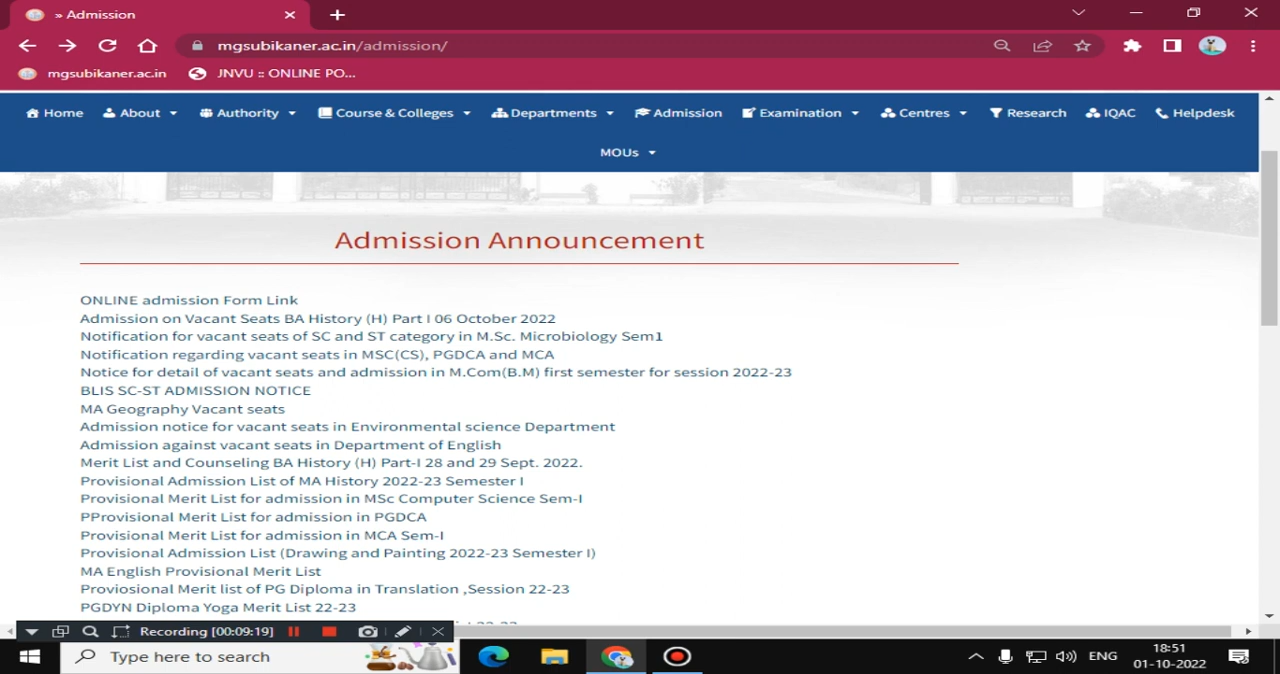 » Admission
mgsubikaner.ac.in/admission/
mgsubikaner.ac.in JNVU :: ONLINE PO...
Home About Authority Course & Colleges Departments Admission Examination Centres Research IQAC Helpdesk
MOUs
Admission Announcement
ONLINE admission Form Link
Admission on Vacant Seats BA History (H) Part I 06 October 2022
Notification for vacant seats of SC and ST category in M.Sc. Microbiology Sem1
Notification regarding vacant seats in MSC(CS), PGDCA and MCA
Notice for detail of vacant seats and admission in M.Com(B.M) first semester for session 2022-23
BLIS SC-ST ADMISSION NOTICE
MA Geography Vacant seats
Admission notice for vacant seats in Environmental science Department
Admission against vacant seats in Department of English
Merit List and Counseling BA History (H) Part-I 28 and 29 Sept. 2022.
Provisional Admission List of MA History 2022-23 Semester I
Provisional Merit List for admission in MSc Computer Science Sem-I
PProvisional Merit List for admission in PGDCA
Provisional Merit List for admission in MCA Sem-I
Provisional Admission List (Drawing and Painting 2022-23 Semester I)
MA English Provisional Merit List
Proviosional Merit list of PG Diploma in Translation ,Session 22-23
PGDYN Diploma Yoga Merit List 22-23
Recording [00:09:19]
Type here to search
ENG
18:51
01-10-2022